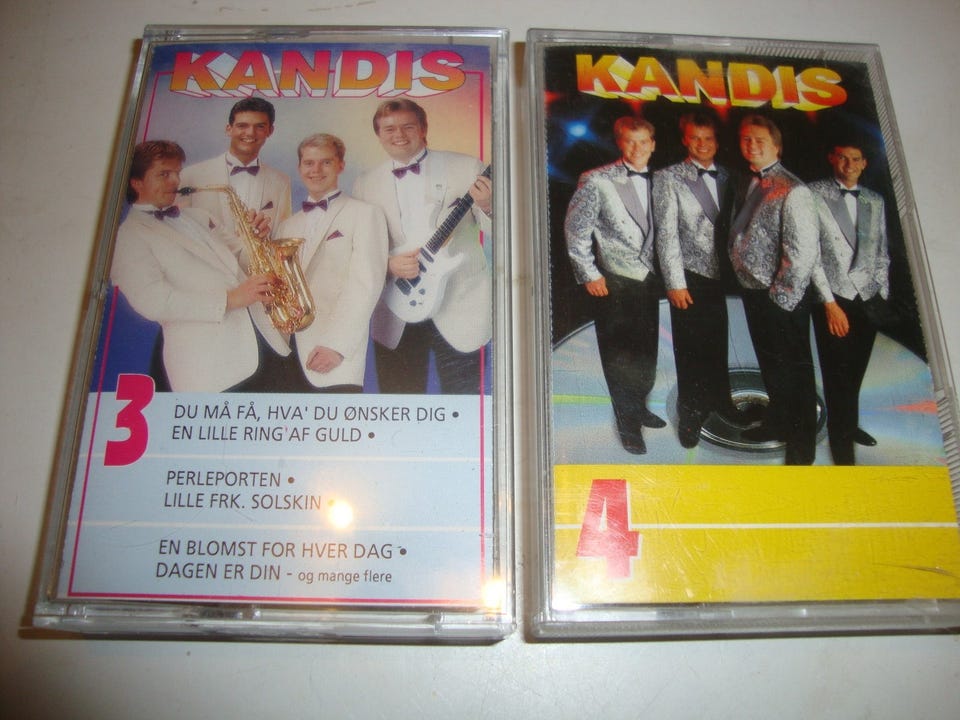 KANDIS
3
DU MÅ FÅ, HVA' DU ØNSKER DIG •
EN LILLE RING AF GULD •
PERLEPORTEN •
LILLE FRK. SOLSKIN •
EN BLOMST FOR HVER DAG •
DAGEN ER DIN - og mange flere
KANDIS
4